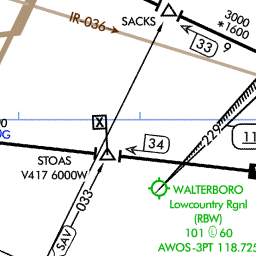 IR-036
SACKS
3000
*1600
33
9
X
229
0G
34
STOAS
V417 6000W
033
SAV
WALTERBORO
Lowcountry Rgnl
(RBW)
101 60
AWOS-3PT 118.725